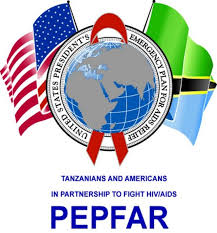 UNITED STATES PRESIDENT'S
EMERGENCY PLAN FOR AIDS RELIEF
TANZANIANS AND AMERICANS
IN PARTNERSHIP TO FIGHT HIV/AIDS
PEPFAR